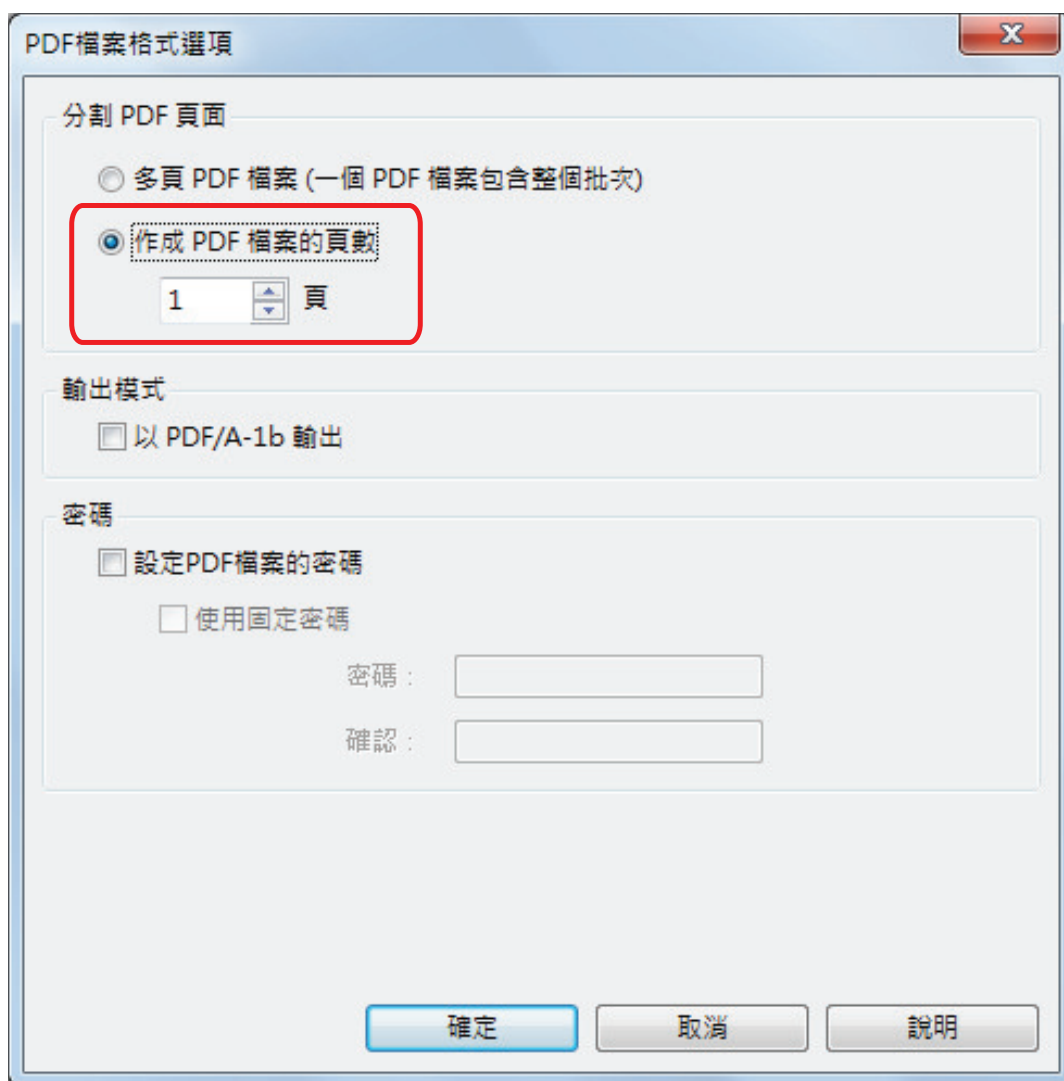 PDF檔案格式選項
分割 PDF 頁面
多頁 PDF 檔案 (一個 PDF 檔案包含整個批次)
作成 PDF 檔案的頁數
1 頁
輸出模式
以 PDF/A-1b 輸出
密碼
設定PDF檔案的密碼
使用固定密碼
密碼 :
確認 :
確定 取消 說明